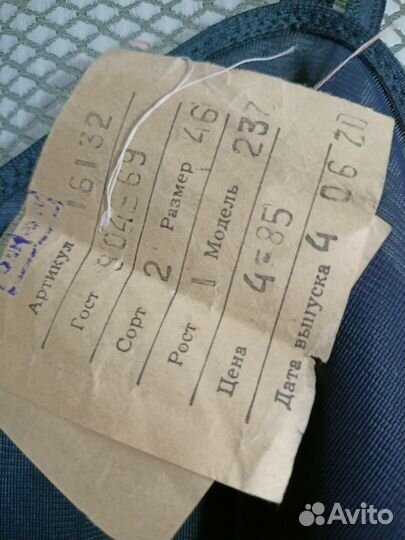 Артикул 16132
Гост 904-69
Сорт 2 Размер 46
Рост 1 Модель 237
Цена 4=85
Дата выпуска 4 06 70
Avito